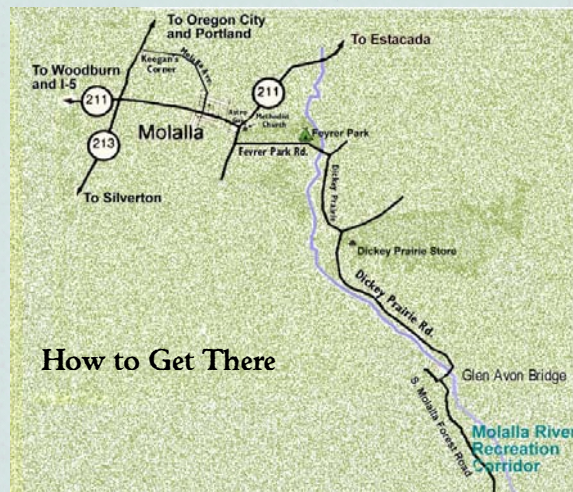 To Oregon City
and Portland
To Estacada
Keegan's
Corner
Molalla Ave.
To Woodburn
and I-5
211
211
Methodist
Church
Molalla
213
Feyrer Park
Feyrer Park Rd.
To Silverton
Dickey Prairie
Dickey Prairie Store
Dickey Prairie Rd.
How to Get There
Glen Avon Bridge
S. Molalla Forest Road
Molalla River
Recreation
Corridor